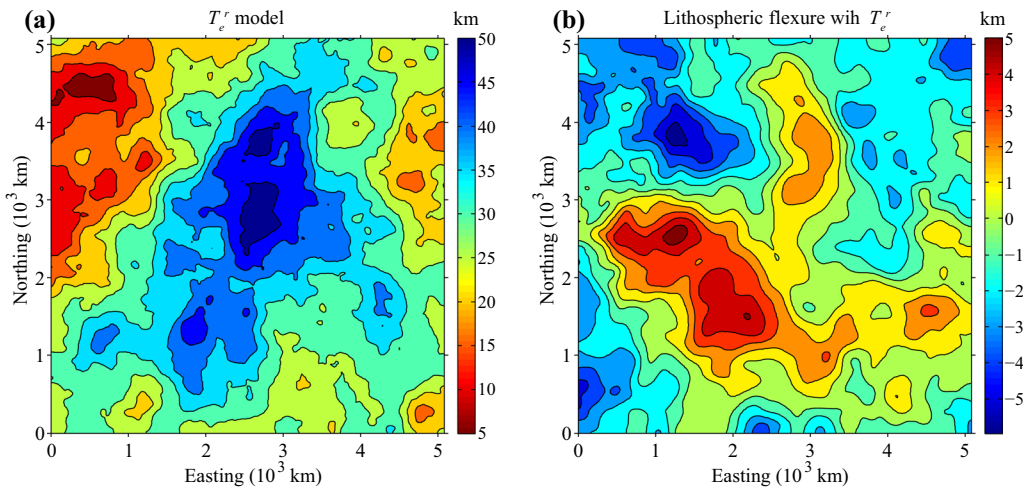 (a)
T_e^r model
km
5
4
3
2
1
0
Northing (10^3 km)
0 1 2 3 4 5
Easting (10^3 km)
50
45
40
35
30
25
20
15
10
5
(b)
Lithospheric flexure wih T_e^r
km
5
4
3
2
1
0
Northing (10^3 km)
0 1 2 3 4 5
Easting (10^3 km)
5
4
3
2
1
0
−1
−2
−3
−4
−5